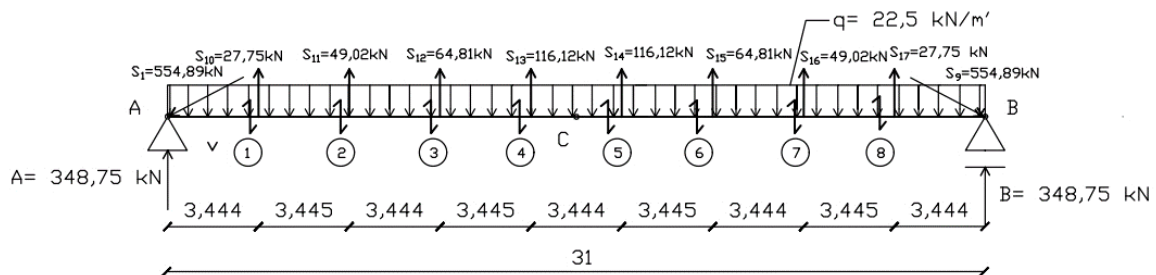 q= 22,5 kN/m'
S10=27,75kN S11=49,02kN S12=64,81kN S13=116,12kN S14=116,12kN S15=64,81kN S16=49,02kN S17=27,75 kN
S1=554,89kN S9=554,89kN
A B
C
v 1 2 3 4 5 6 7 8
A= 348,75 kN B= 348,75 kN
3,444 3,445 3,444 3,445 3,444 3,445 3,444 3,445 3,444
31